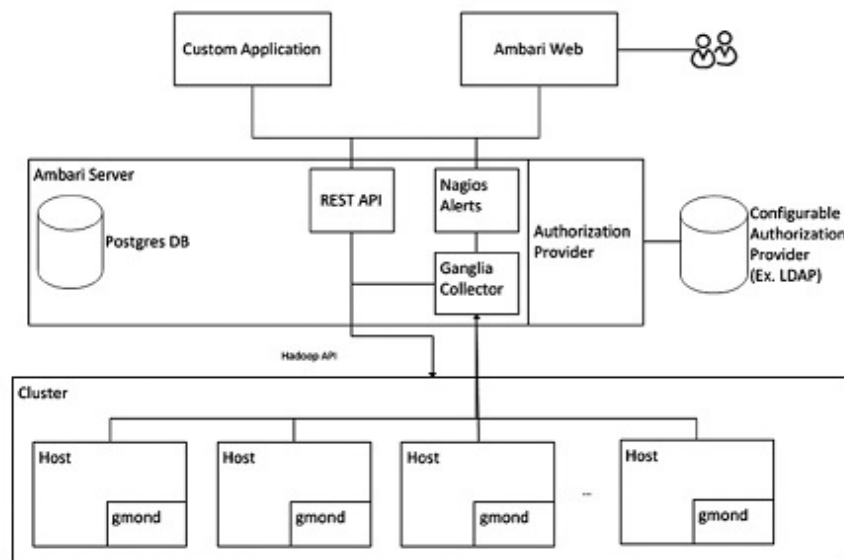 Custom Application
Ambari Web
Ambari Server
Postgres DB
REST API
Nagios
Alerts
Ganglia
Collector
Authorization
Provider
Configurable
Authorization
Provider
(Ex. LDAP)
Hadoop API
Cluster
Host
gmond
Host
gmond
Host
gmond
...
Host
gmond